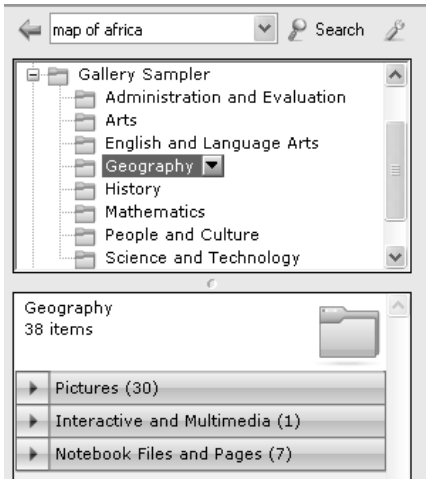 map of africa Search
Gallery Sampler
Administration and Evaluation
Arts
English and Language Arts
Geography
History
Mathematics
People and Culture
Science and Technology
Geography
38 items
Pictures (30)
Interactive and Multimedia (1)
Notebook Files and Pages (7)